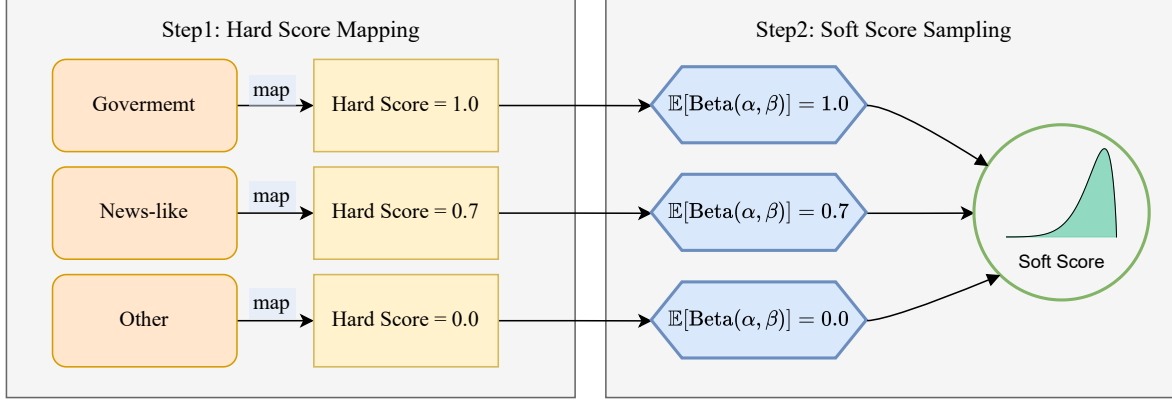 Step1: Hard Score Mapping
Govermemt
map
Hard Score = 1.0
News-like
map
Hard Score = 0.7
Other
map
Hard Score = 0.0
Step2: Soft Score Sampling
𝔼[Beta(α, β)] = 1.0
𝔼[Beta(α, β)] = 0.7
𝔼[Beta(α, β)] = 0.0
Soft Score